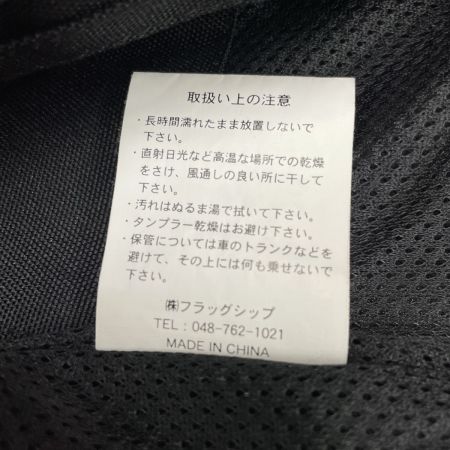 取扱い上の注意
・長時間濡れたまま放置しないで
下さい。
・直射日光など高温な場所での乾燥
をさけ、風通しの良い所に干して
下さい。
・汚れはぬるま湯で拭いて下さい。
・タンブラー乾燥はお避け下さい。
・保管については車のトランクなどを
避けて、その上には何も乗せないで
下さい。
㈱フラッグシップ
TEL : 048-762-1021
MADE IN CHINA